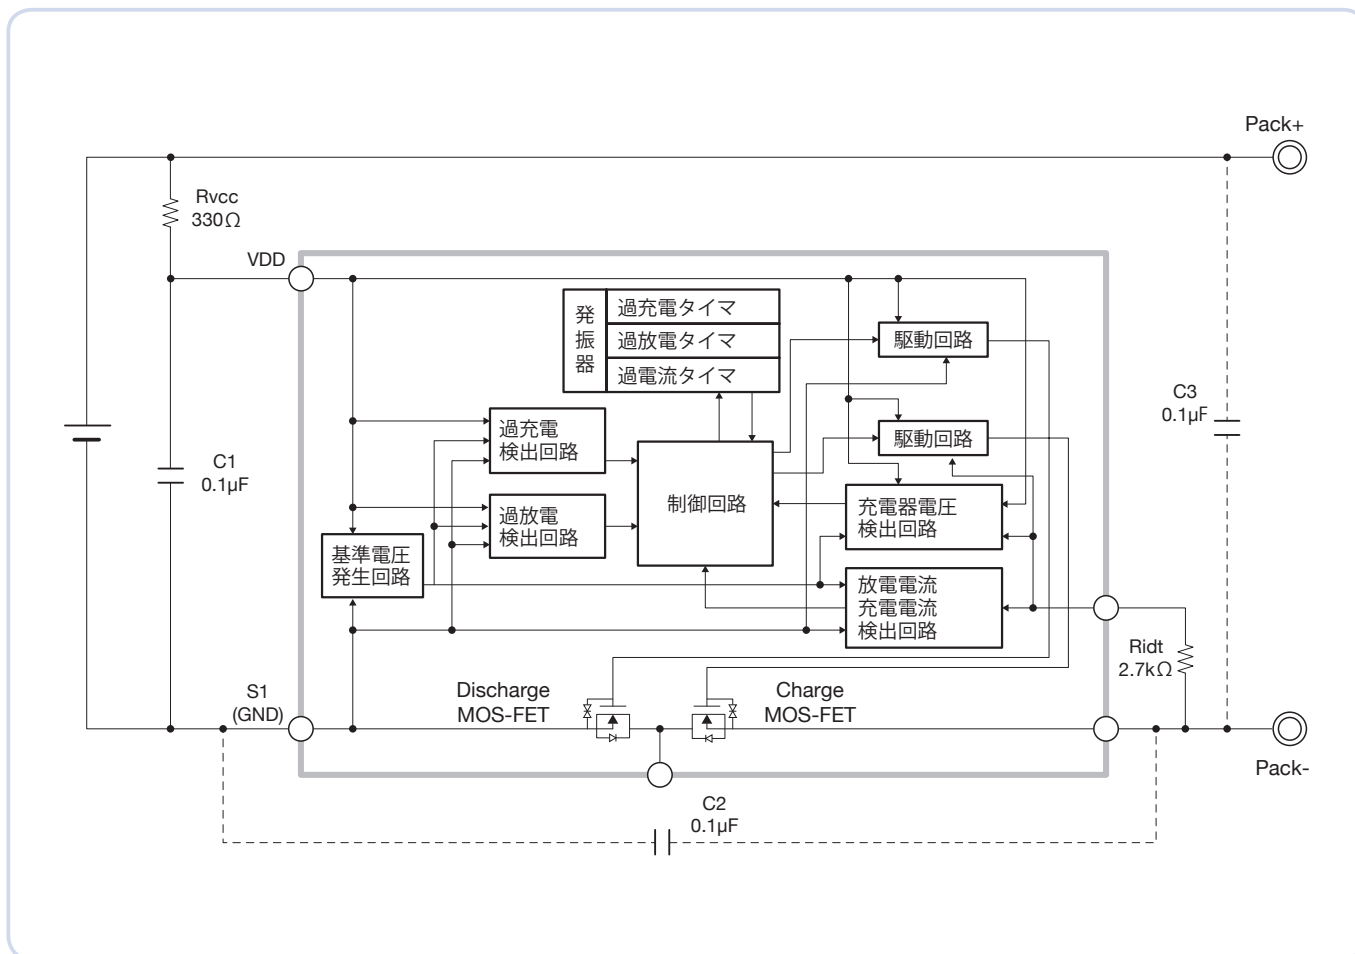 Pack+
Rvcc
330Ω
VDD
発
振
器
過充電タイマ
過放電タイマ
過電流タイマ
駆動回路
C3
0.1µF
過充電
検出回路
駆動回路
C1
0.1µF
制御回路
過放電
検出回路
充電器電圧
検出回路
基準電圧
発生回路
放電電流
充電電流
検出回路
Ridt
2.7kΩ
S1
(GND)
Discharge
MOS-FET
Charge
MOS-FET
Pack-
C2
0.1µF